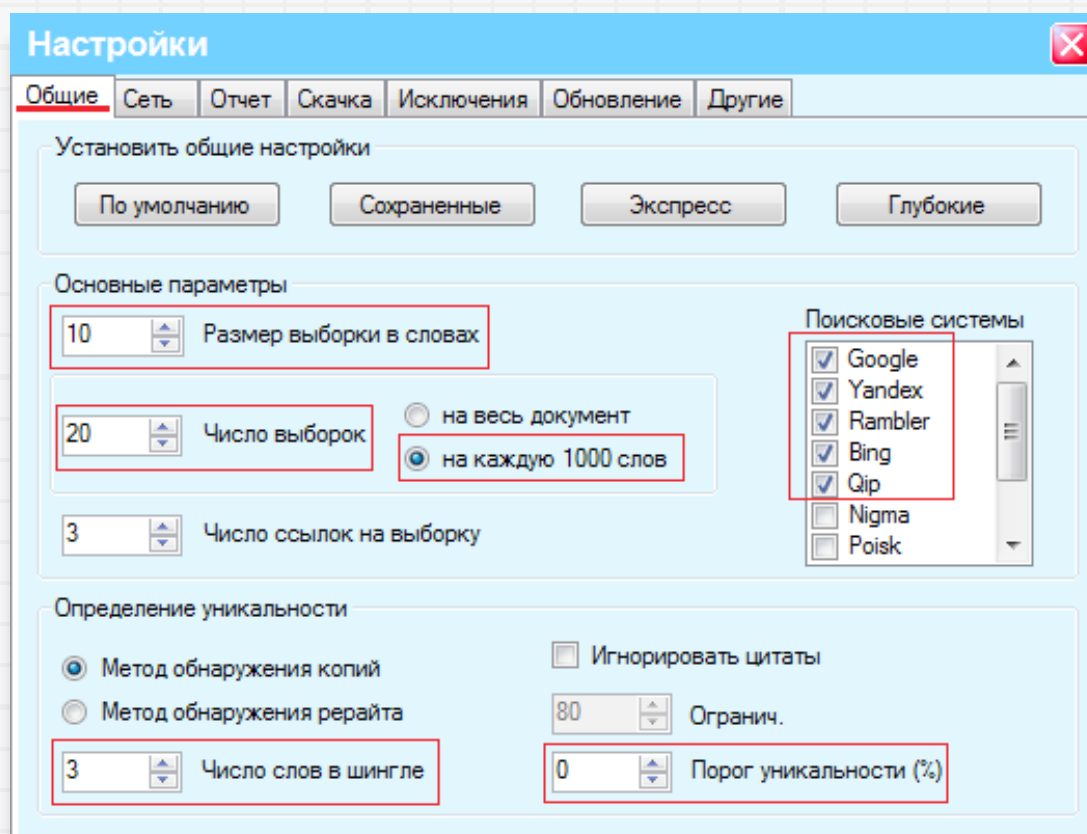 Настройки
Общие Сеть Отчет Скачка Исключения Обновление Другие
Установить общие настройки
По умолчанию Сохраненные Экспресс Глубокие
Основные параметры
10 Размер выборки в словах
Поисковые системы
Google
Yandex
Rambler
Bing
Qip
Nigma
Poisk
20 Число выборок
на весь документ
на каждую 1000 слов
3 Число ссылок на выборку
Определение уникальности
Метод обнаружения копий
Игнорировать цитаты
Метод обнаружения рерайта
80 Огранич.
3 Число слов в шингле
0 Порог уникальности (%)